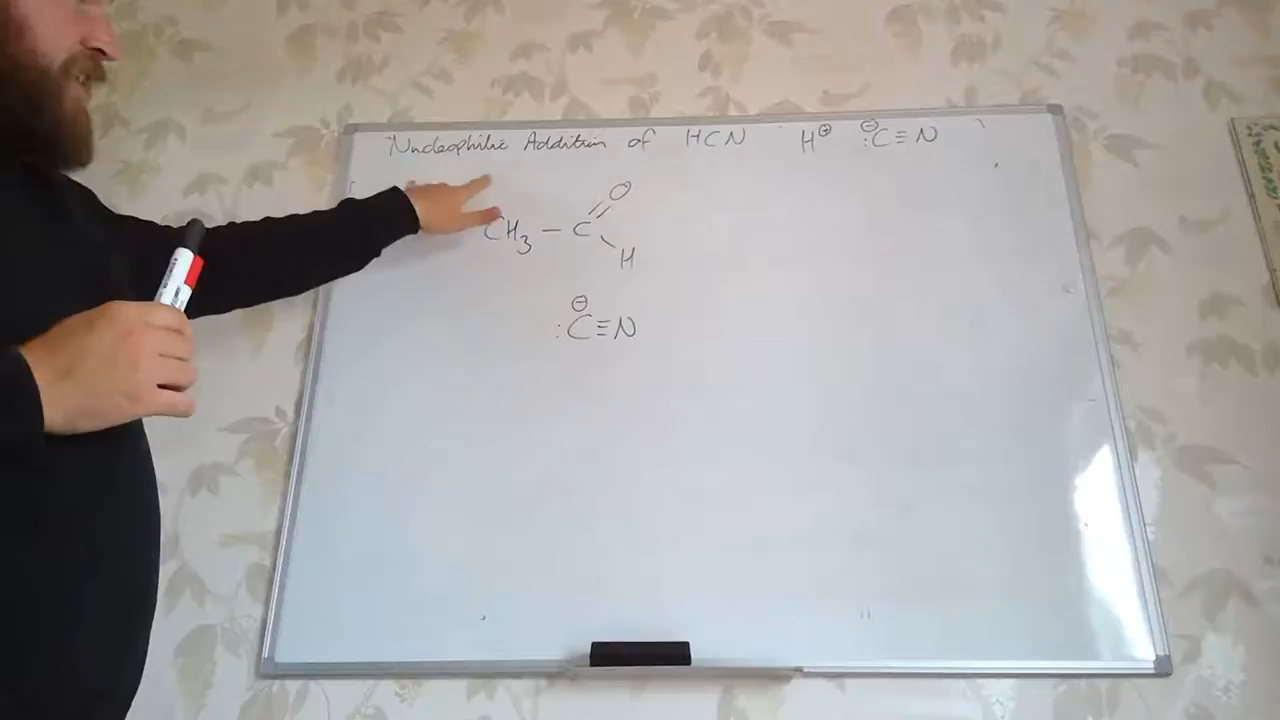 Nucleophilic Addition of HCN H⊕ ⊖:C≡N
O
CH3 — C
H
⊖
:C≡N